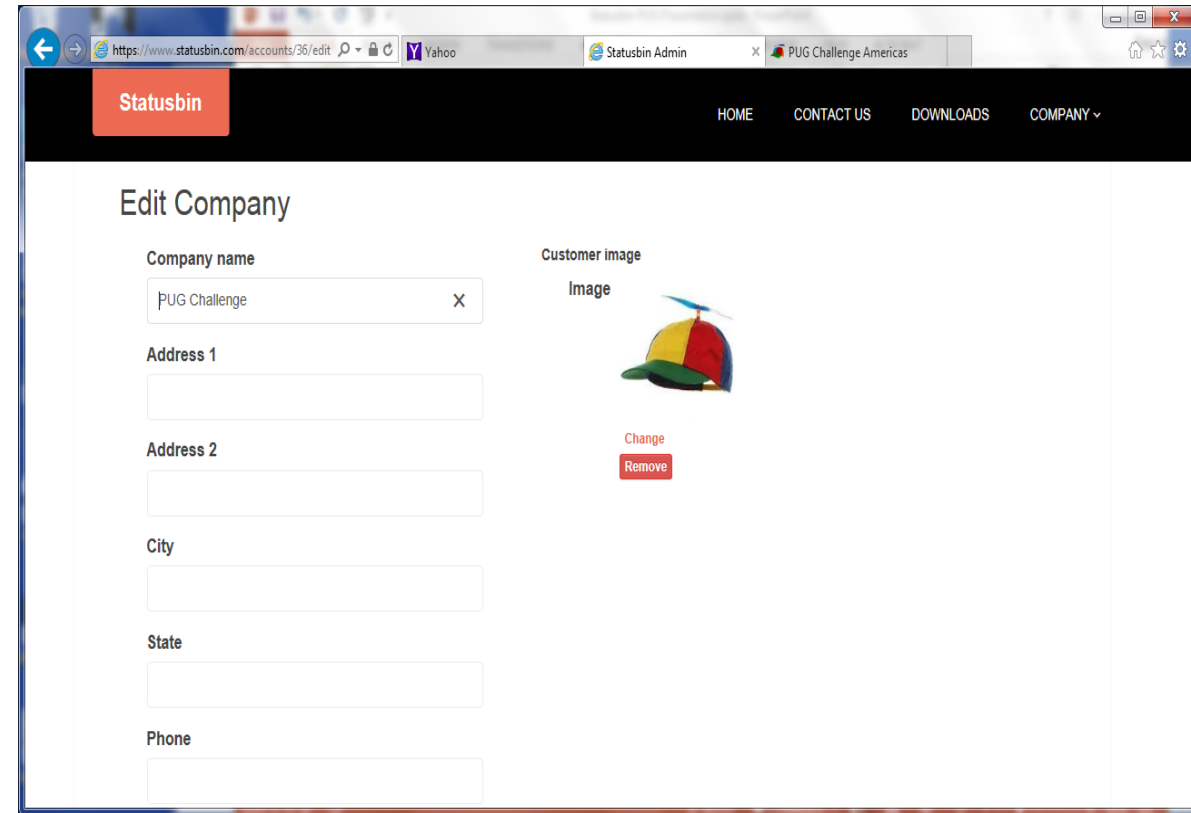 https://www.statusbin.com/accounts/36/edit
Yahoo
Statusbin Admin
PUG Challenge Americas
Statusbin
HOME
CONTACT US
DOWNLOADS
COMPANY
Edit Company
Company name
PUG Challenge
Address 1
Address 2
City
State
Phone
Customer image
Image
Change
Remove